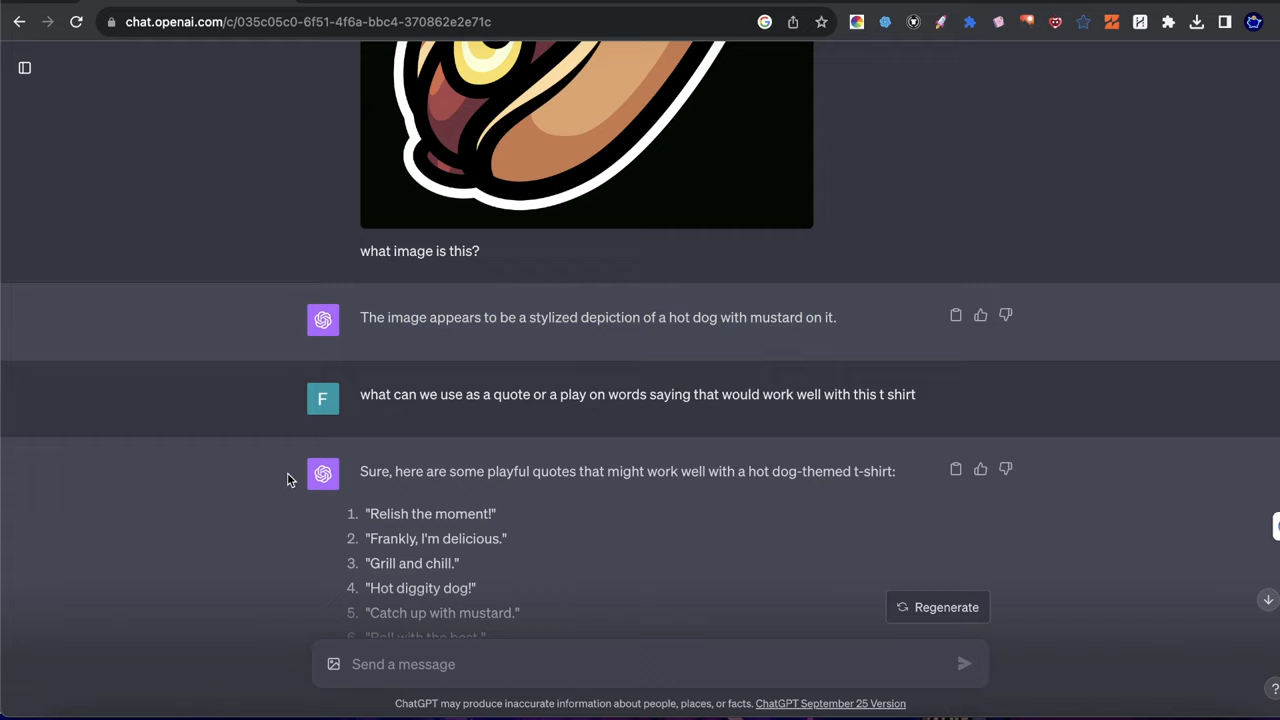 chat.openai.com/c/035c05c0-6f51-4f6a-bbc4-370862e2e71c
what image is this?
The image appears to be a stylized depiction of a hot dog with mustard on it.
F
what can we use as a quote or a play on words saying that would work well with this t shirt
Sure, here are some playful quotes that might work well with a hot dog-themed t-shirt:
1. "Relish the moment!"
2. "Frankly, I'm delicious."
3. "Grill and chill."
4. "Hot diggity dog!"
5. "Catch up with mustard."
6. "Roll with the best."
Regenerate
Send a message
ChatGPT may produce inaccurate information about people, places, or facts. ChatGPT September 25 Version
?